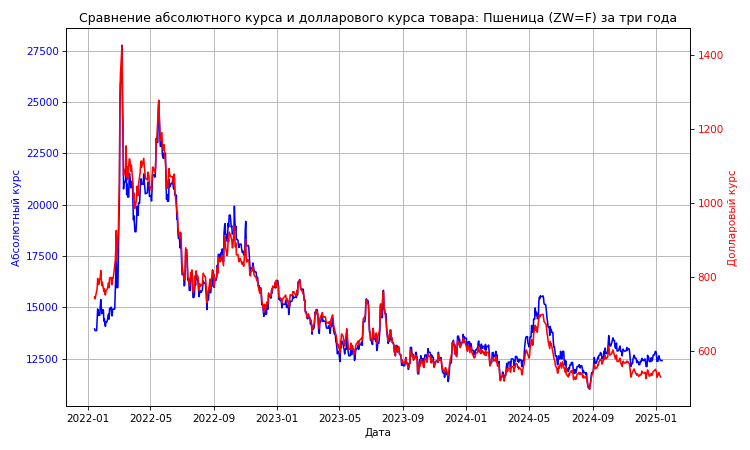 Сравнение абсолютного курса и долларового курса товара: Пшеница (ZW=F) за три года
27500
25000
22500
20000
17500
15000
12500
Абсолютный курс
1400
1200
1000
800
600
Долларовый курс
2022-01 2022-05 2022-09 2023-01 2023-05 2023-09 2024-01 2024-05 2024-09 2025-01
Дата